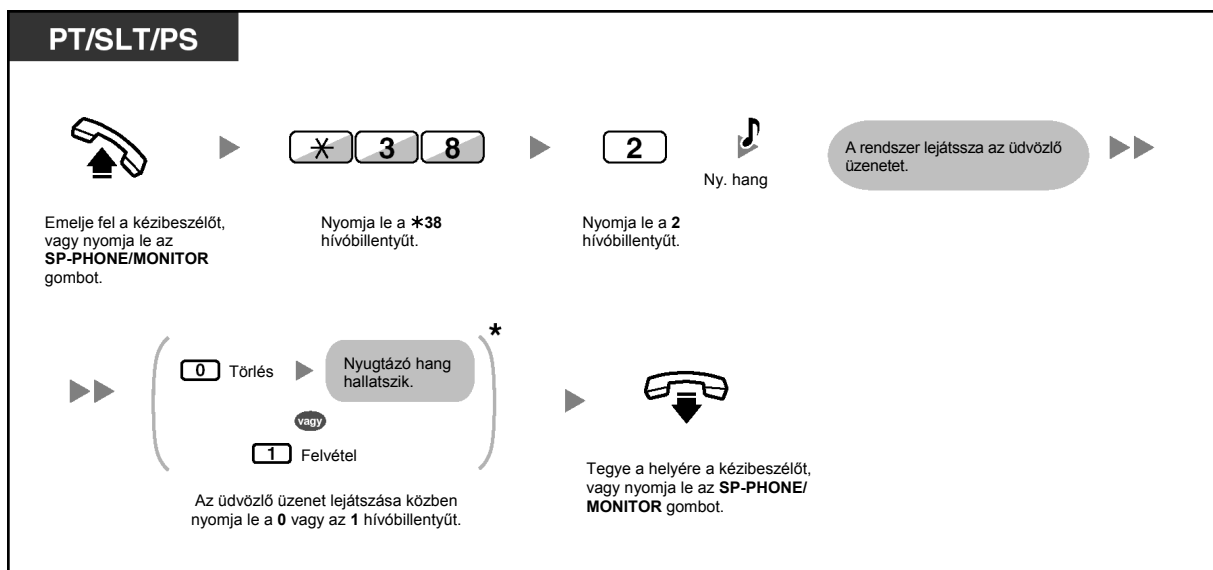 PT/SLT/PS
✳ 3 8
2
Ny. hang
A rendszer lejátssza az üdvözlő
üzenetet.
Emelje fel a kézibeszélőt,
vagy nyomja le az
SP-PHONE/MONITOR
gombot.
Nyomja le a ✳38
hívóbillentyűt.
Nyomja le a 2
hívóbillentyűt.
0 Törlés
Nyugtázó hang
hallatszik.
*
vagy
1 Felvétel
Az üdvözlő üzenet lejátszása közben
nyomja le a 0 vagy az 1 hívóbillentyűt.
Tegye a helyére a kézibeszélőt,
vagy nyomja le az SP-PHONE/
MONITOR gombot.